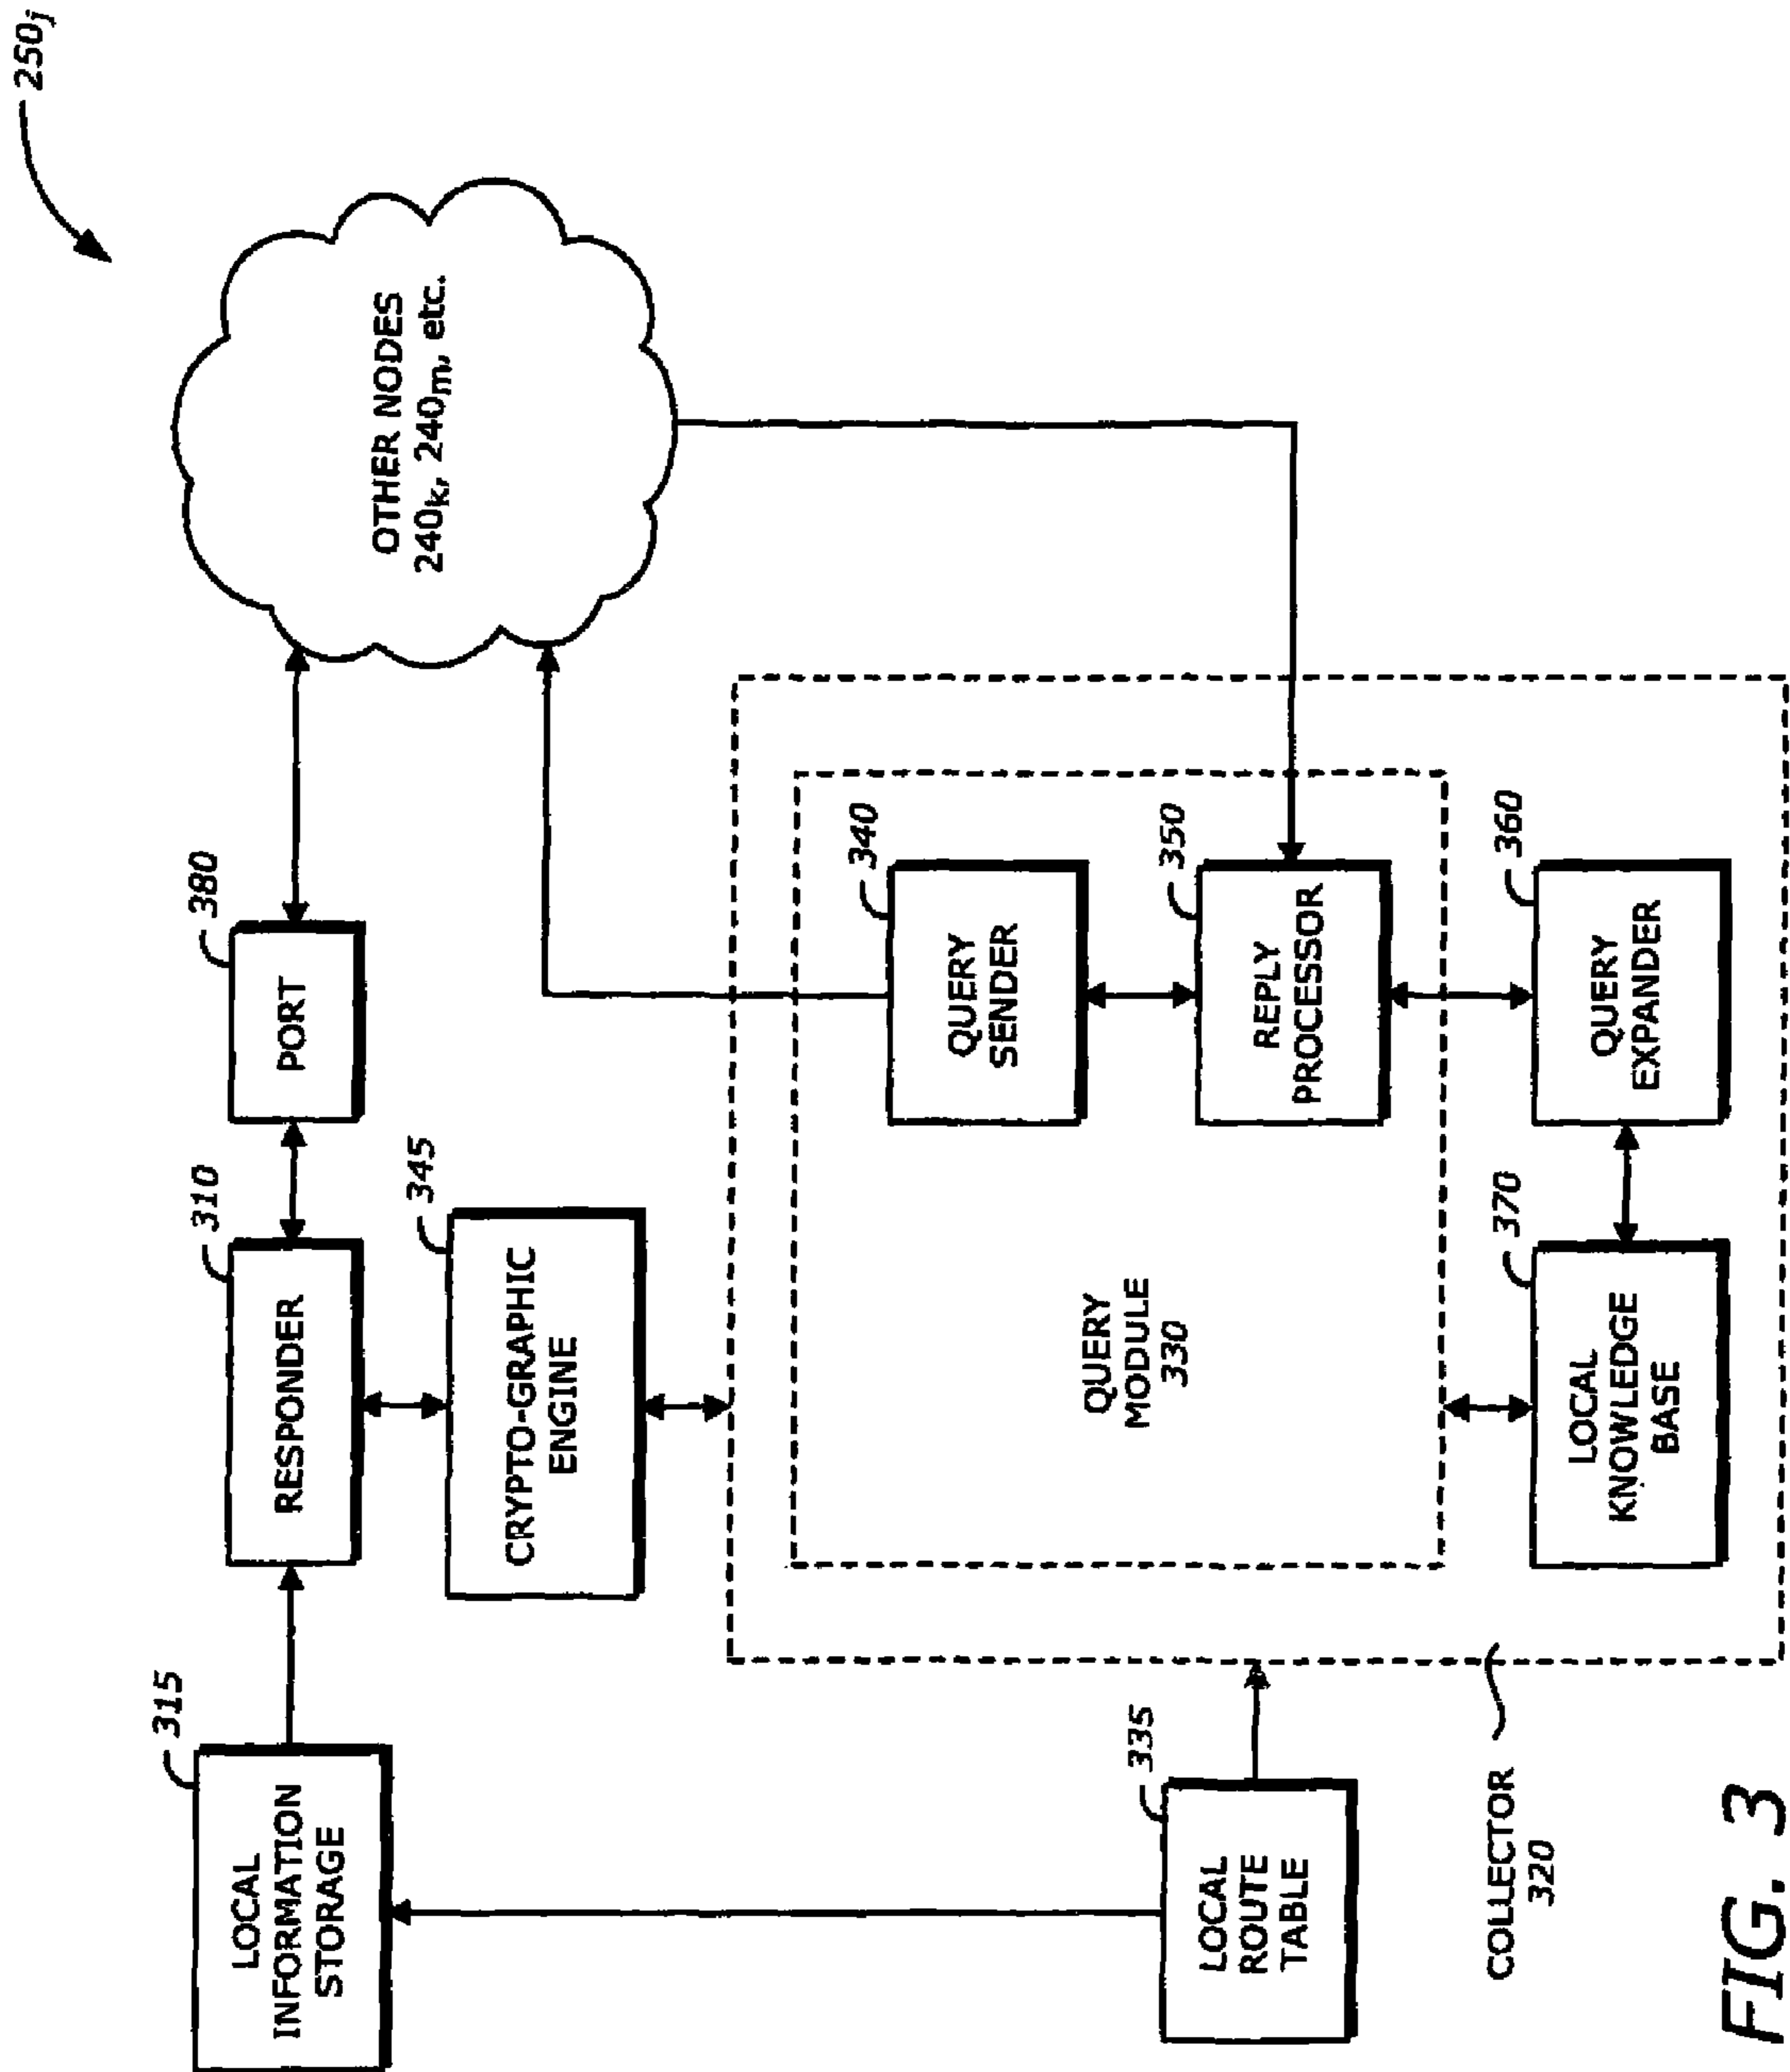 250j
OTHER NODES
240k, 240m, etc.
LOCAL
INFORMATION
STORAGE
315
RESPONDER
310
PORT
380
CRYPTO-GRAPHIC
ENGINE
345
QUERY
MODULE
330
QUERY
SENDER
340
REPLY
PROCESSOR
350
LOCAL
ROUTE
TABLE
335
LOCAL
KNOWLEDGE
BASE
370
QUERY
EXPANDER
360
COLLECTOR
320
FIG. 3